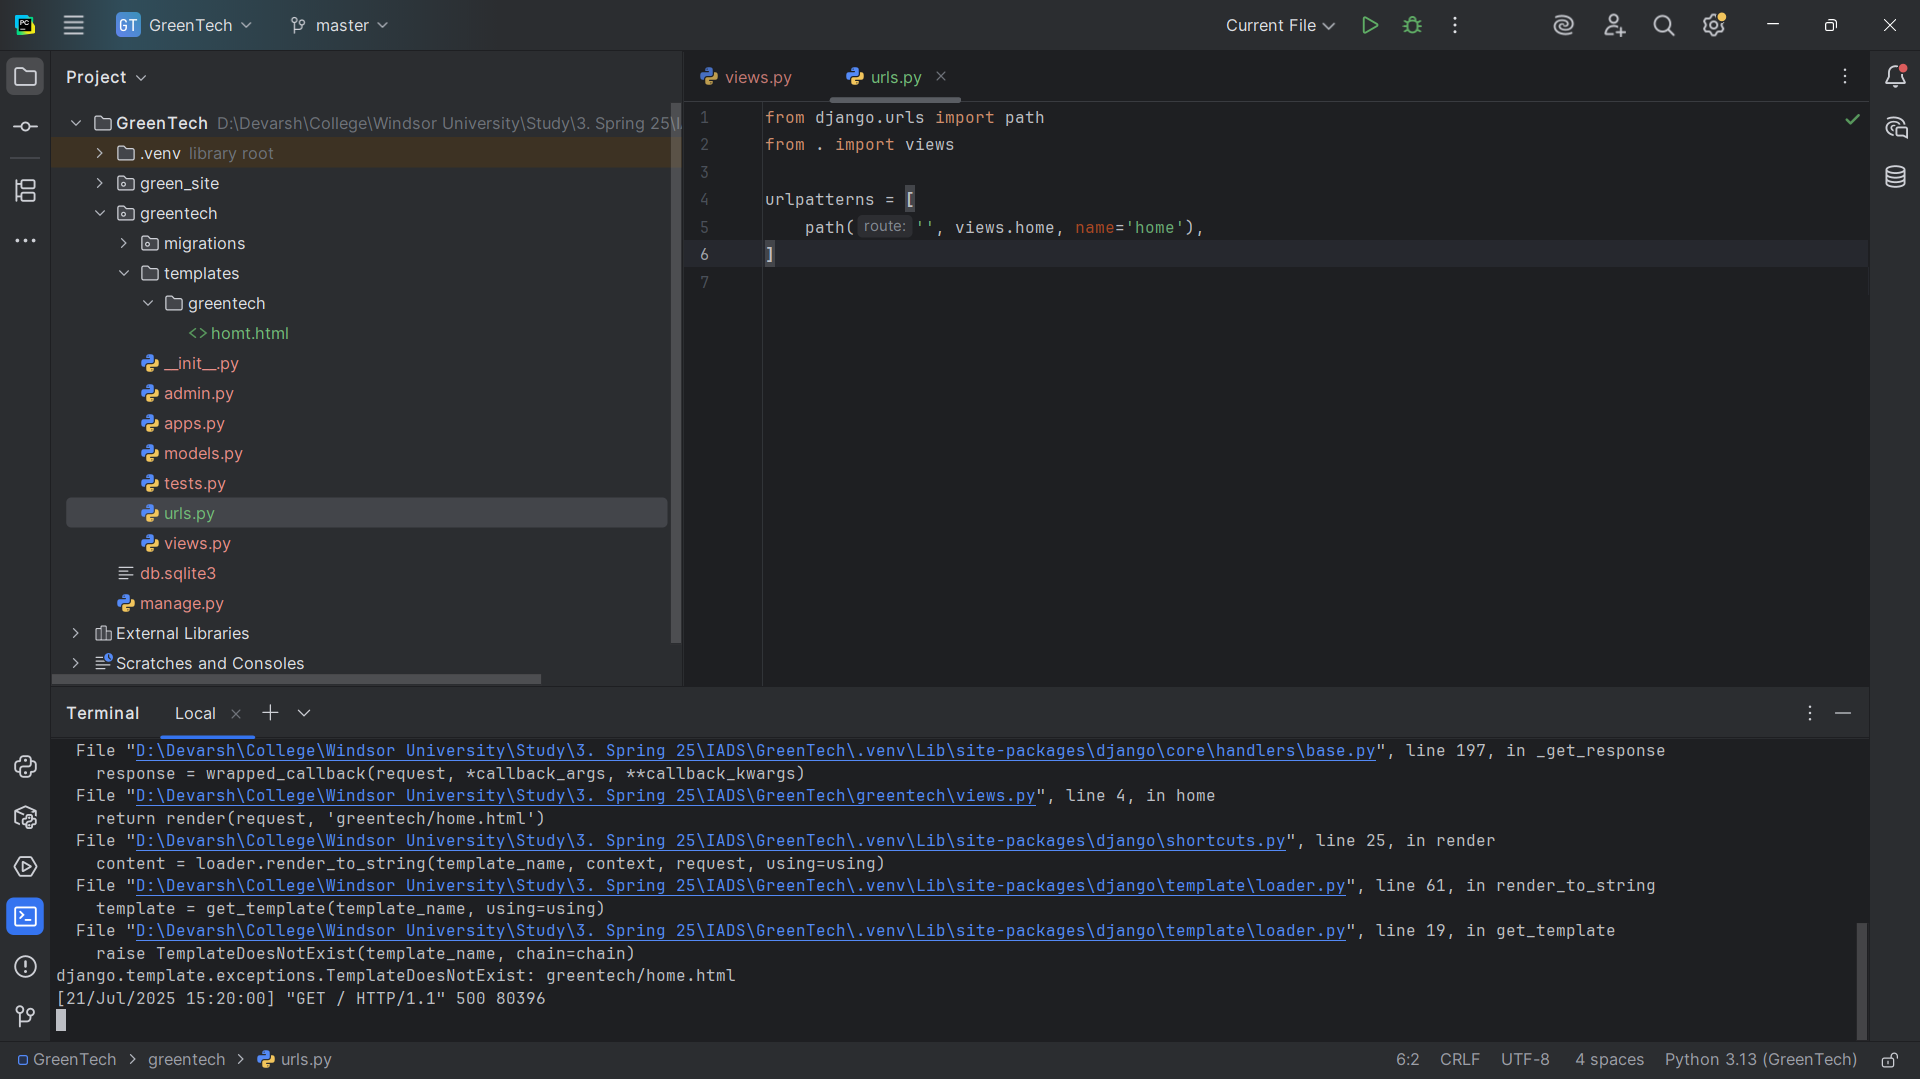 GT GreenTech master Current File
Project
GreenTech D:\Devarsh\College\Windsor University\Study\3. Spring 25\I
.venv library root
green_site
greentech
migrations
templates
greentech
<> homt.html
__init__.py
admin.py
apps.py
models.py
tests.py
urls.py
views.py
db.sqlite3
manage.py
External Libraries
Scratches and Consoles
views.py urls.py
1 from django.urls import path
2 from . import views
3
4 urlpatterns = [
5 path( route: '', views.home, name='home'),
6 ]
7
Terminal Local
File "D:\Devarsh\College\Windsor University\Study\3. Spring 25\IADS\GreenTech\.venv\Lib\site-packages\django\core\handlers\base.py", line 197, in _get_response
response = wrapped_callback(request, *callback_args, **callback_kwargs)
File "D:\Devarsh\College\Windsor University\Study\3. Spring 25\IADS\GreenTech\greentech\views.py", line 4, in home
return render(request, 'greentech/home.html')
File "D:\Devarsh\College\Windsor University\Study\3. Spring 25\IADS\GreenTech\.venv\Lib\site-packages\django\shortcuts.py", line 25, in render
content = loader.render_to_string(template_name, context, request, using=using)
File "D:\Devarsh\College\Windsor University\Study\3. Spring 25\IADS\GreenTech\.venv\Lib\site-packages\django\template\loader.py", line 61, in render_to_string
template = get_template(template_name, using=using)
File "D:\Devarsh\College\Windsor University\Study\3. Spring 25\IADS\GreenTech\.venv\Lib\site-packages\django\template\loader.py", line 19, in get_template
raise TemplateDoesNotExist(template_name, chain=chain)
django.template.exceptions.TemplateDoesNotExist: greentech/home.html
[21/Jul/2025 15:20:00] "GET / HTTP/1.1" 500 80396
GreenTech > greentech > urls.py 6:2 CRLF UTF-8 4 spaces Python 3.13 (GreenTech)